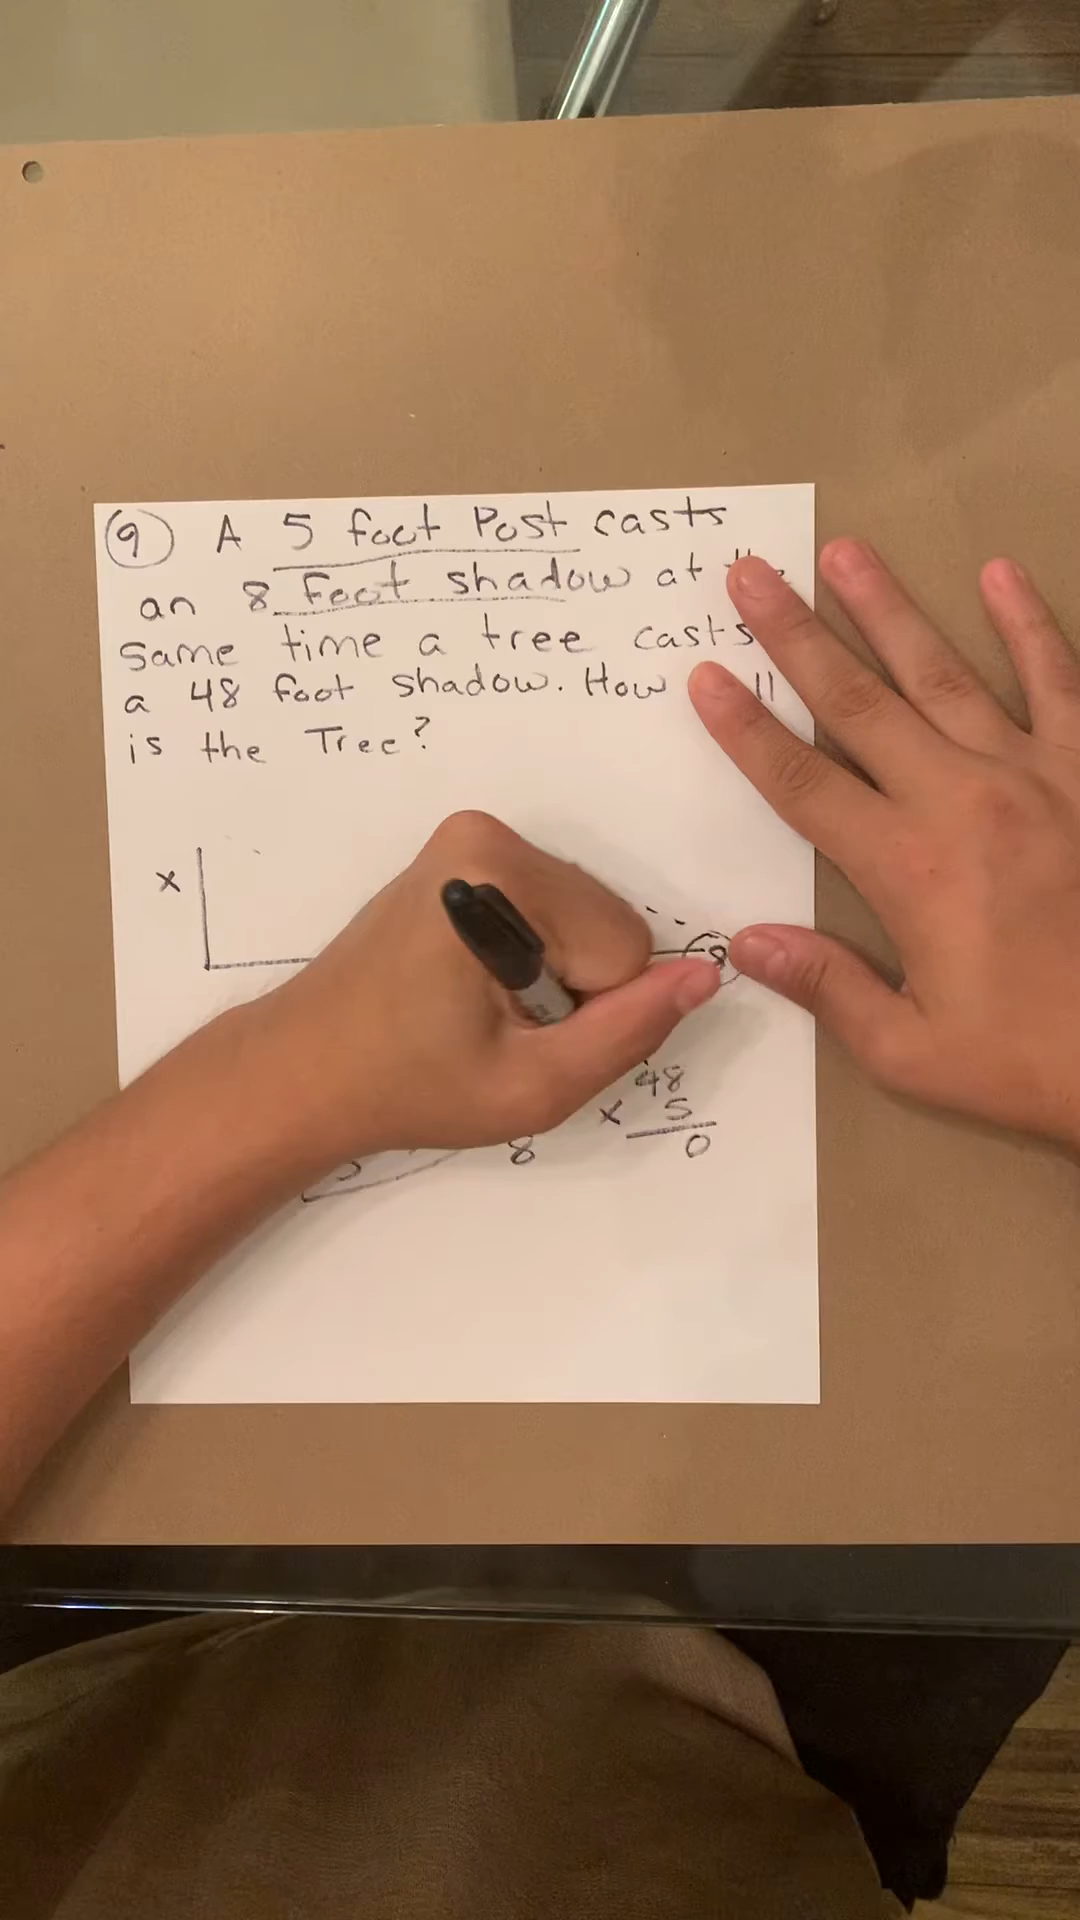 9 A 5 foot Post casts
an 8 Foot shadow at
same time a tree casts
a 48 foot shadow. How
is the Tree?
x
8
48
x 5
0
8